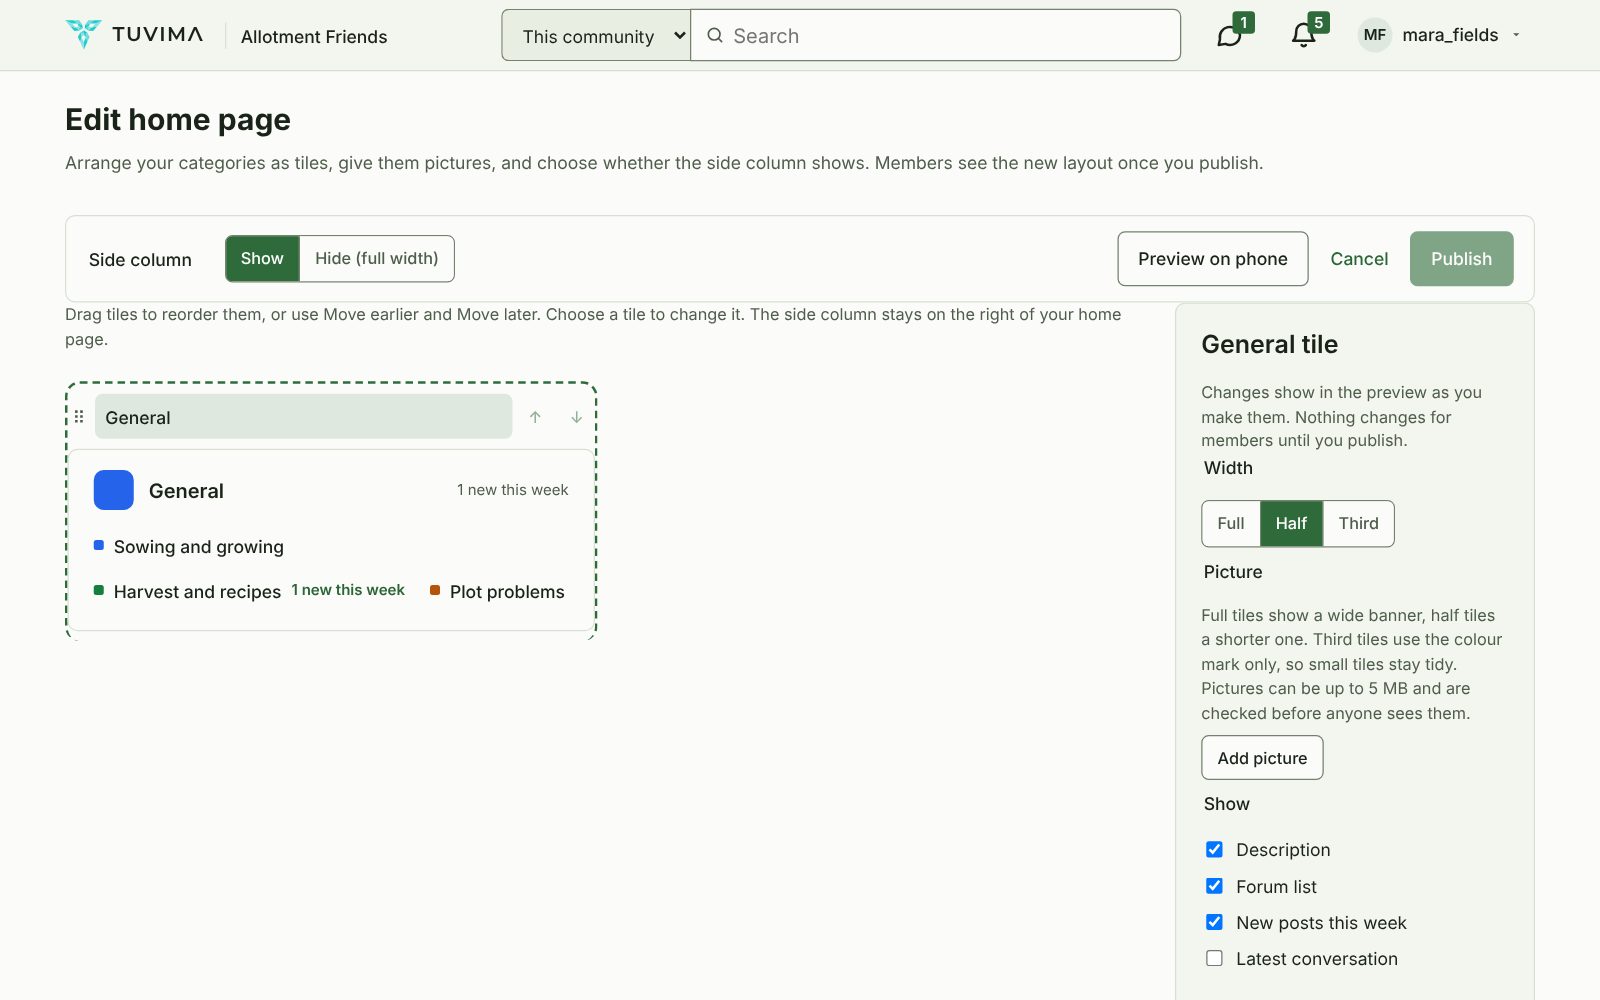 TUVIMA
Allotment Friends
This community
Search
1
5
MF
mara_fields
Edit home page
Arrange your categories as tiles, give them pictures, and choose whether the side column shows. Members see the new layout once you publish.
Side column
Show
Hide (full width)
Preview on phone
Cancel
Publish
Drag tiles to reorder them, or use Move earlier and Move later. Choose a tile to change it. The side column stays on the right of your home
page.
General
General
1 new this week
Sowing and growing
Harvest and recipes 1 new this week
Plot problems
General tile
Changes show in the preview as you
make them. Nothing changes for
members until you publish.
Width
Full
Half
Third
Picture
Full tiles show a wide banner, half tiles
a shorter one. Third tiles use the colour
mark only, so small tiles stay tidy.
Pictures can be up to 5 MB and are
checked before anyone sees them.
Add picture
Show
Description
Forum list
New posts this week
Latest conversation